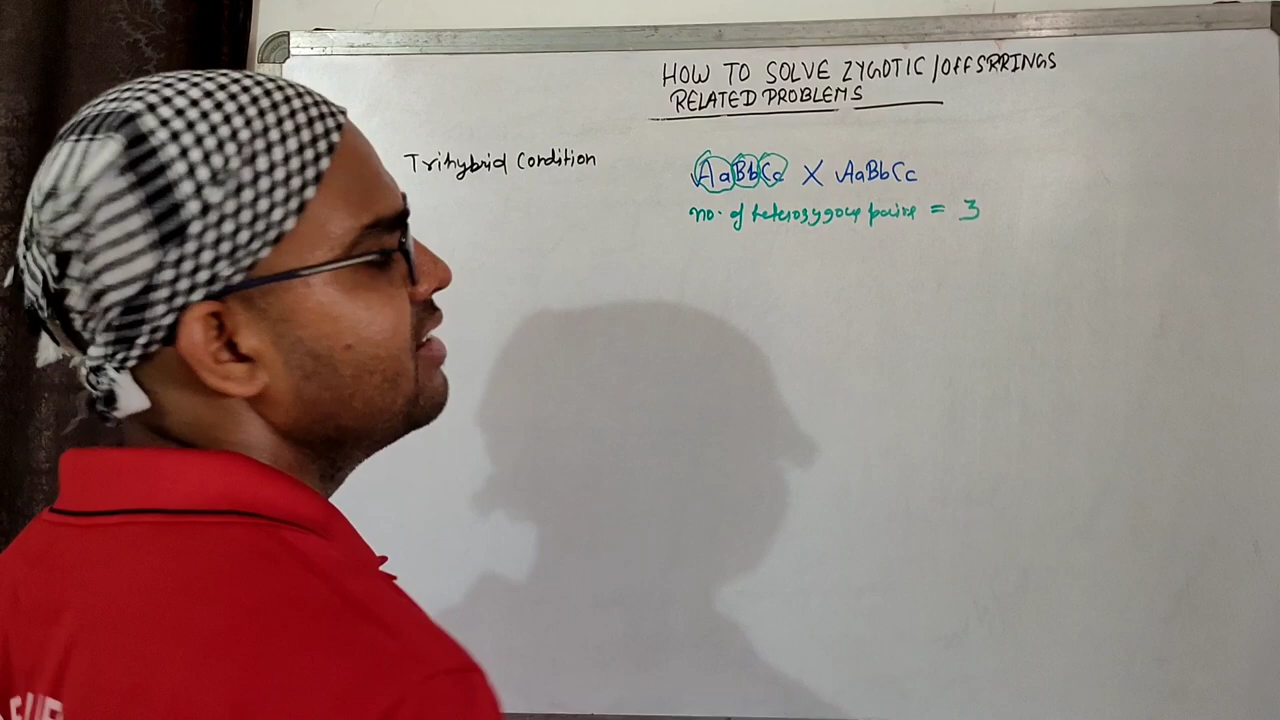 HOW TO SOLVE ZYGOTIC/OFFSRRINGS
RELATED PROBLEMS
Trihybrid Condition
AaBbCc X AaBbCc
no. of heterozygous pairs = 3